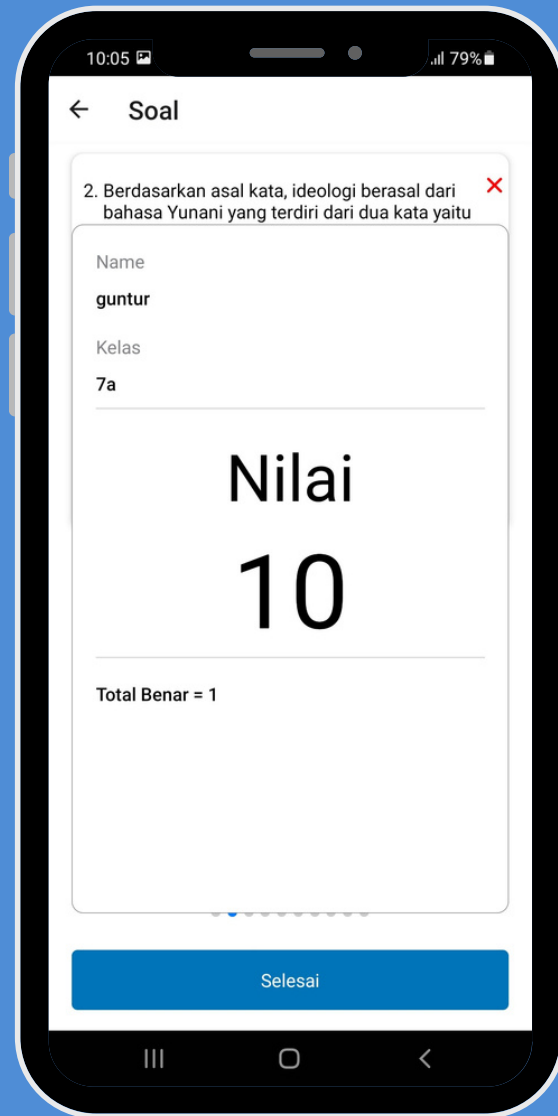 10:05
79%
Soal
2. Berdasarkan asal kata, ideologi berasal dari
bahasa Yunani yang terdiri dari dua kata yaitu
Name
guntur
Kelas
7a
Nilai
10
Total Benar = 1
Selesai